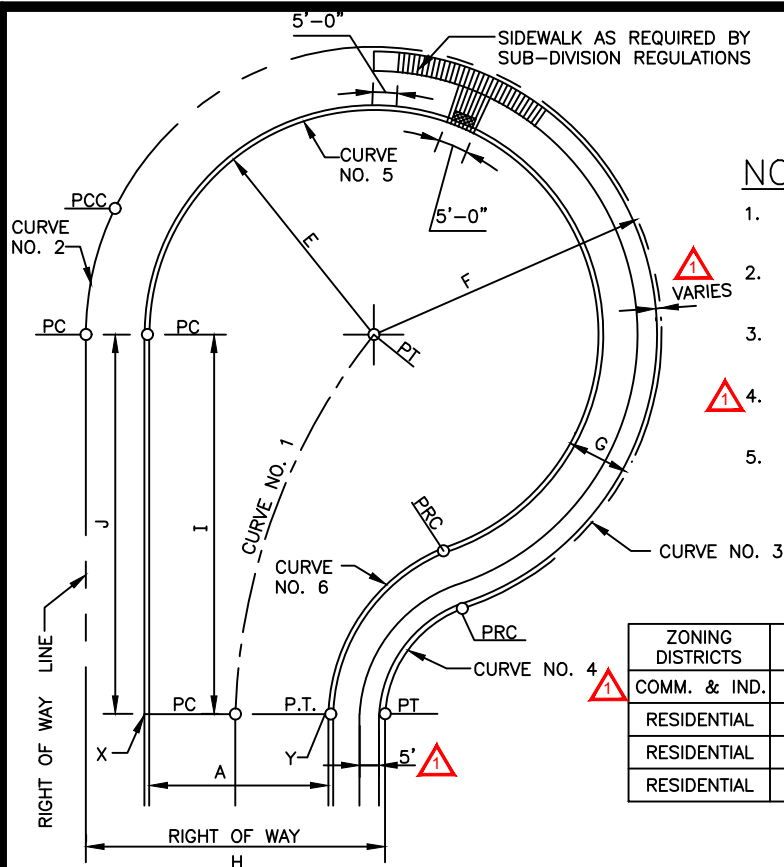 5'-0"
SIDEWALK AS REQUIRED BY
SUB-DIVISION REGULATIONS
CURVE
NO. 5
PCC
5'-0"
CURVE
NO. 2
E
F
NO
1.
2.
3.
4.
5.
1
VARIES
1
PC
PC
PT
G
J
I
CURVE NO. 1
PRC
CURVE
NO. 6
CURVE NO. 3
PRC
CURVE NO. 4
1
ZONING
DISTRICTS
COMM. & IND.
RESIDENTIAL
RESIDENTIAL
RESIDENTIAL
RIGHT OF WAY LINE
PC
P.T.
PT
X
Y
5'
1
A
RIGHT OF WAY
H